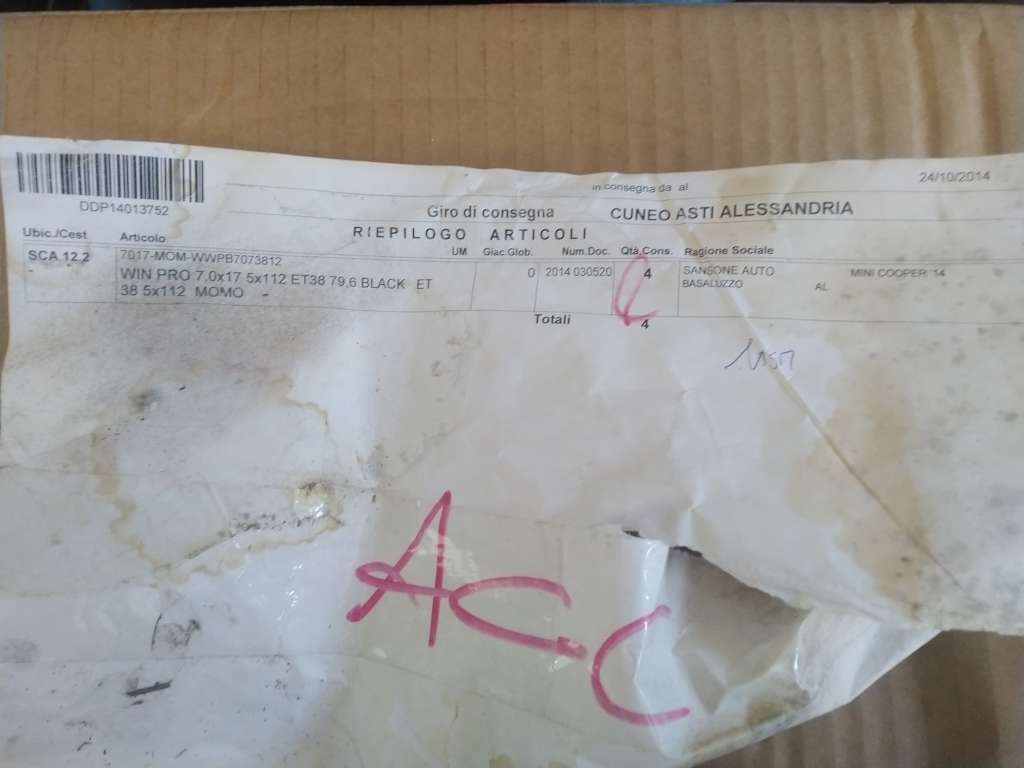 in consegna da al 24/10/2014
DDP14013752
Giro di consegna CUNEO ASTI ALESSANDRIA
RIEPILOGO ARTICOLI
Ubic./Cest Articolo UM Giac.Glob. Num.Doc. Qtà.Cons. Ragione Sociale
SCA 12.2 7017-MOM-WWPB7073812 0 2014 030520 4 SANSONE AUTO MINI COOPER '14
- WIN PRO 7,0x17 5x112 ET38 79,6 BLACK ET BASALUZZO AL
38 5x112 MOMO -
Totali 4
ACC